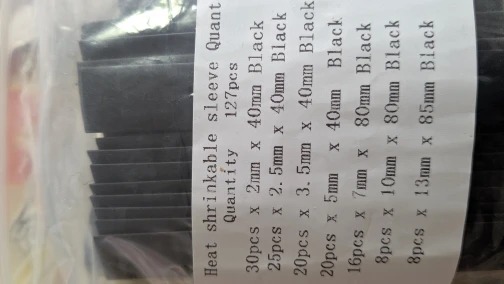 Heat shrinkable sleeve Quant
Quantity 127pcs
30pcs x 2mm x 40mm Black
25pcs x 2.5mm x 40mm Black
20pcs x 3.5mm x 40mm Black
20pcs x 5mm x 40mm Black
16pcs x 7mm x 80mm Black
8pcs x 10mm x 80mm Black
8pcs x 13mm x 85mm Black